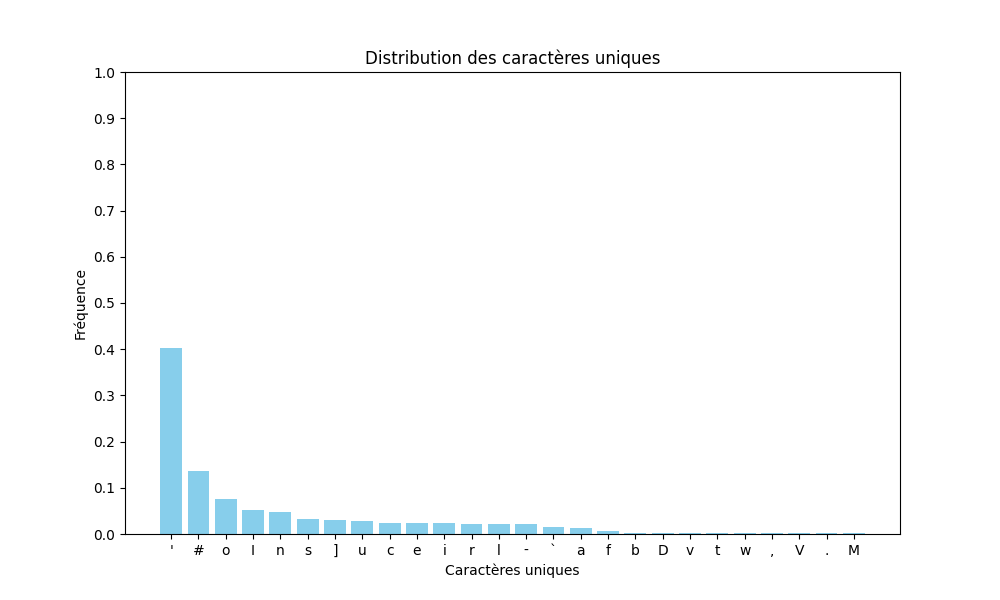 Distribution des caractères uniques
1.0
0.9
0.8
0.7
0.6
0.5
0.4
0.3
0.2
0.1
0.0
Fréquence
' # o I n s ] u c e i r l - ` a f b D v t w , V . M
Caractères uniques